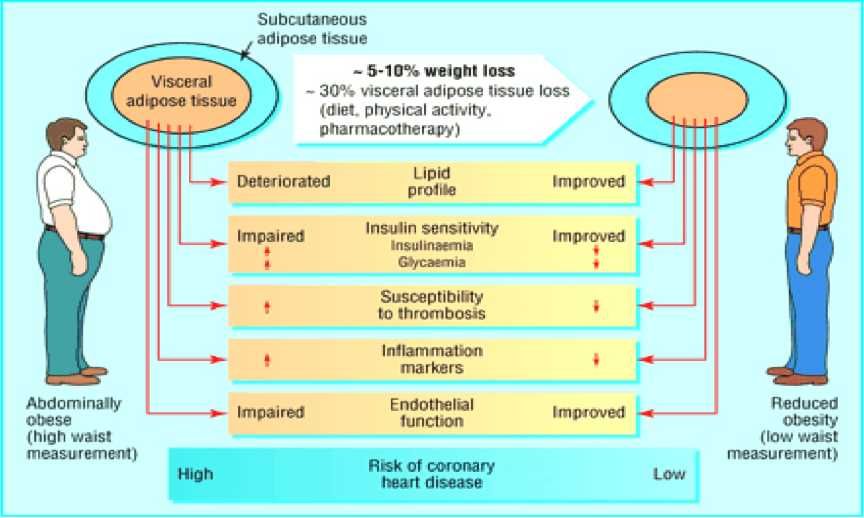 Subcutaneous
adipose tissue
Visceral
adipose tissue
~ 5-10% weight loss
~ 30% visceral adipose tissue loss
(diet, physical activity,
pharmacotherapy)
Deteriorated
Lipid
profile
Improved
Impaired
Insulin sensitivity
Insulinaemia
Glycaemia
Improved
Susceptibility
to thrombosis
Inflammation
markers
Impaired
Endothelial
function
Improved
Abdominally
obese
(high waist
measurement)
Reduced
obesity
(low waist
measurement)
High
Risk of coronary
heart disease
Low